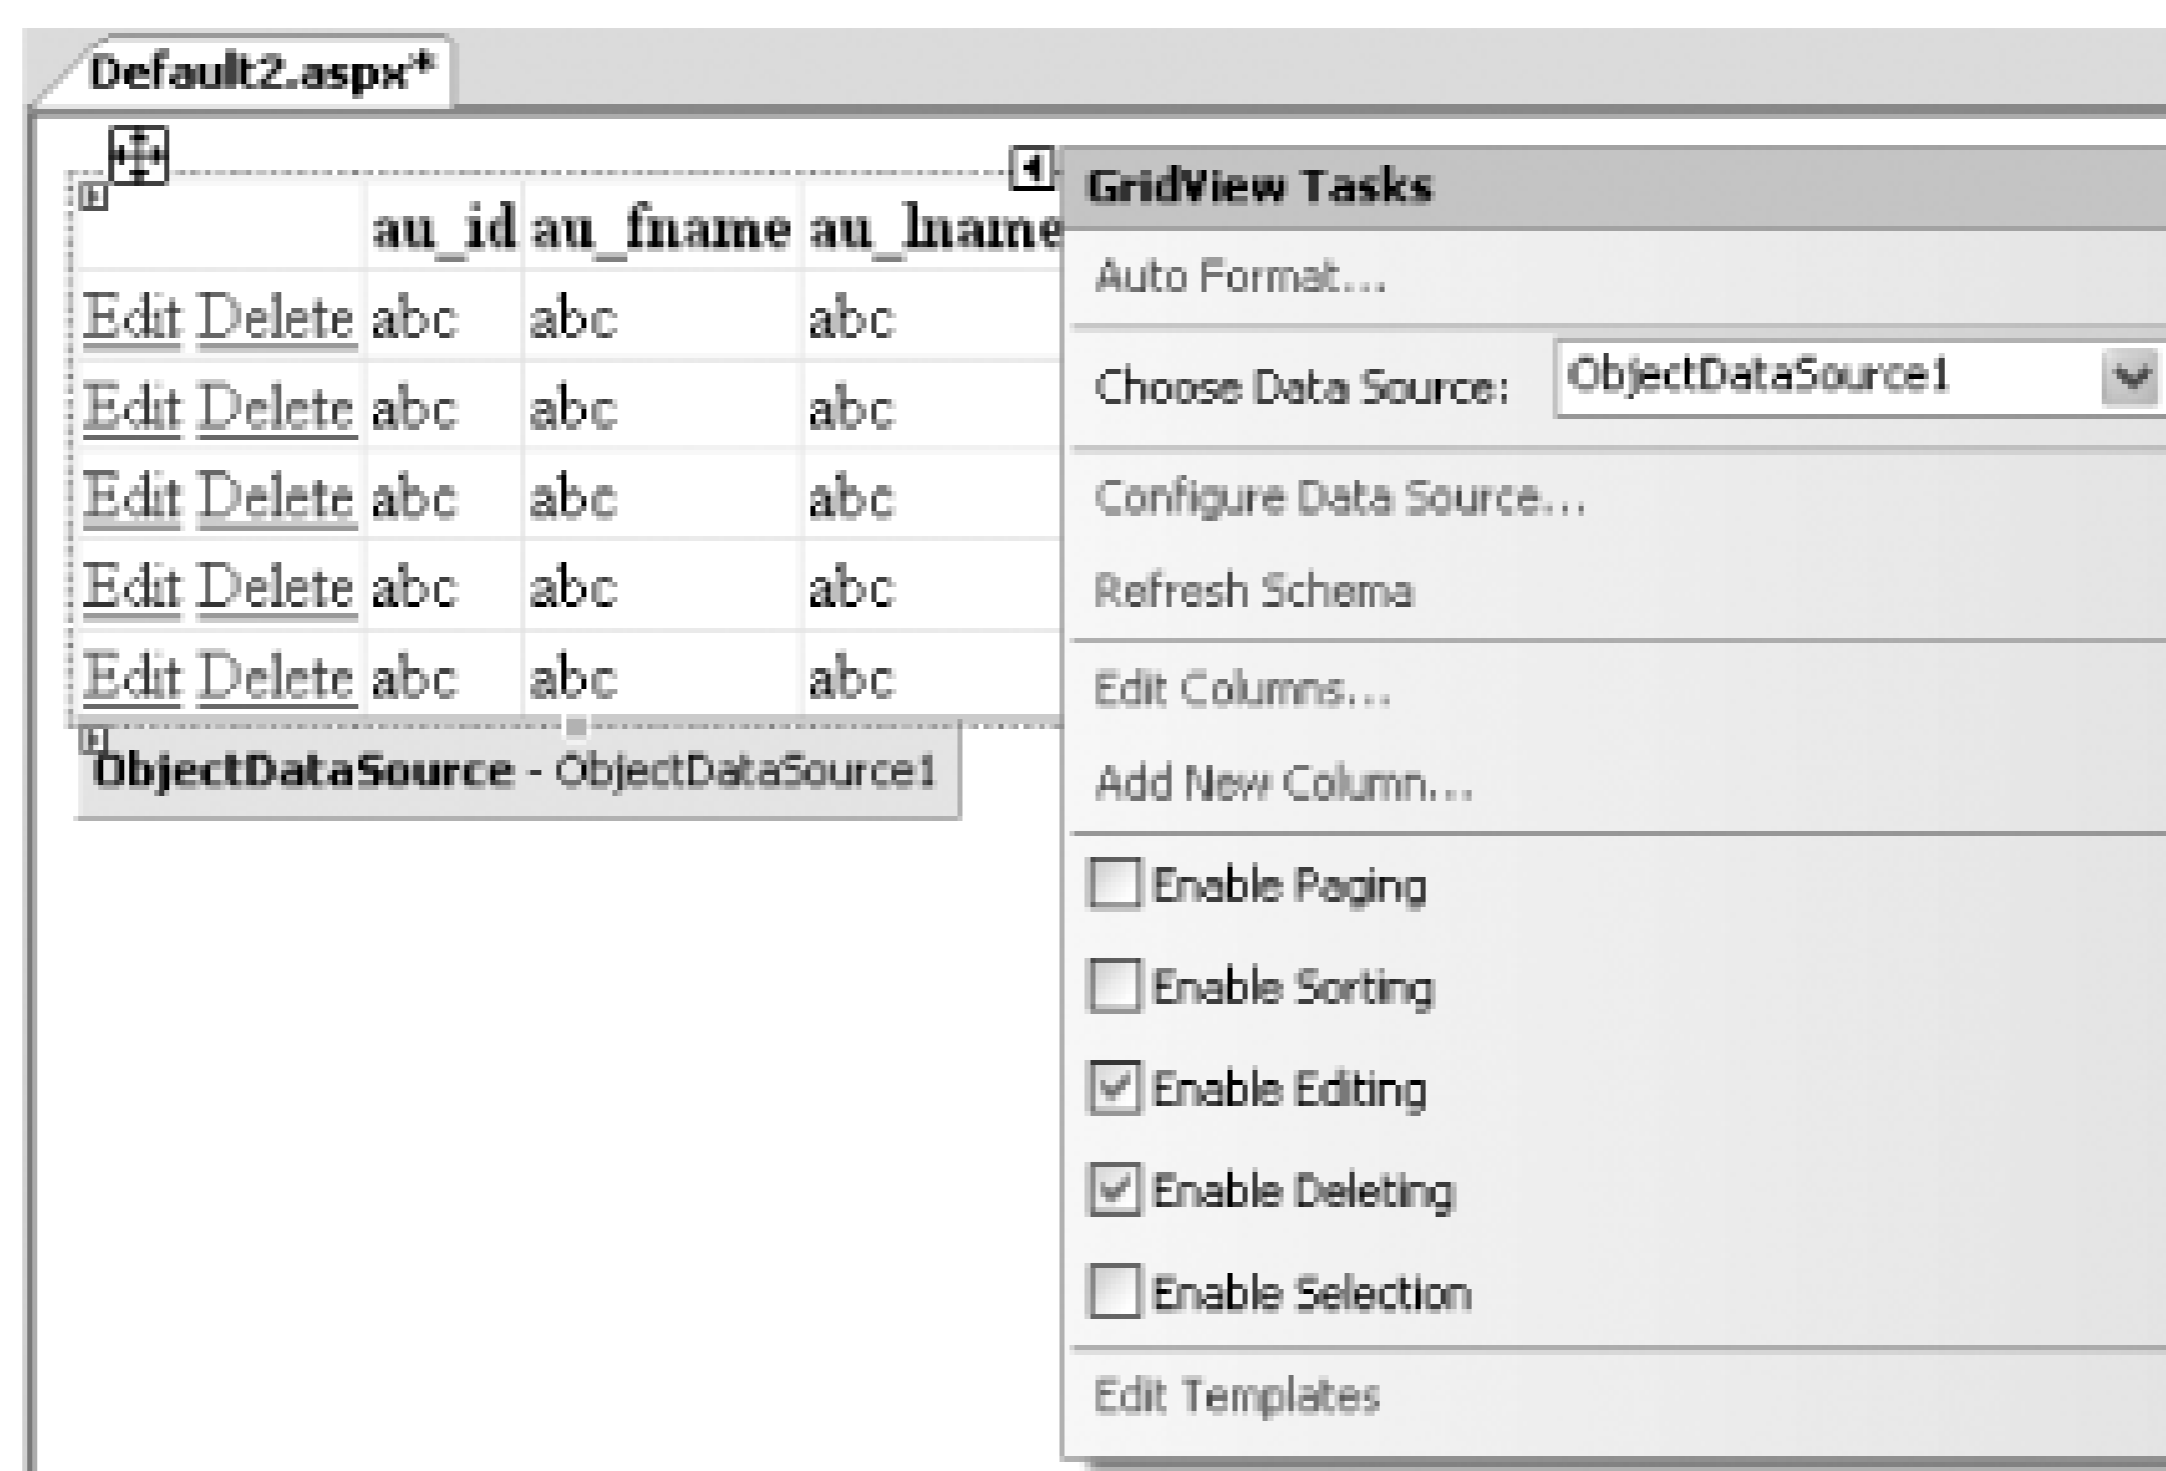 Default2.aspx*
au_id au_fname au_lname
Edit Delete abc abc abc
Edit Delete abc abc abc
Edit Delete abc abc abc
Edit Delete abc abc abc
Edit Delete abc abc abc
ObjectDataSource - ObjectDataSource1
GridView Tasks
Auto Format...
Choose Data Source: ObjectDataSource1
Configure Data Source...
Refresh Schema
Edit Columns...
Add New Column...
Enable Paging
Enable Sorting
Enable Editing
Enable Deleting
Enable Selection
Edit Templates